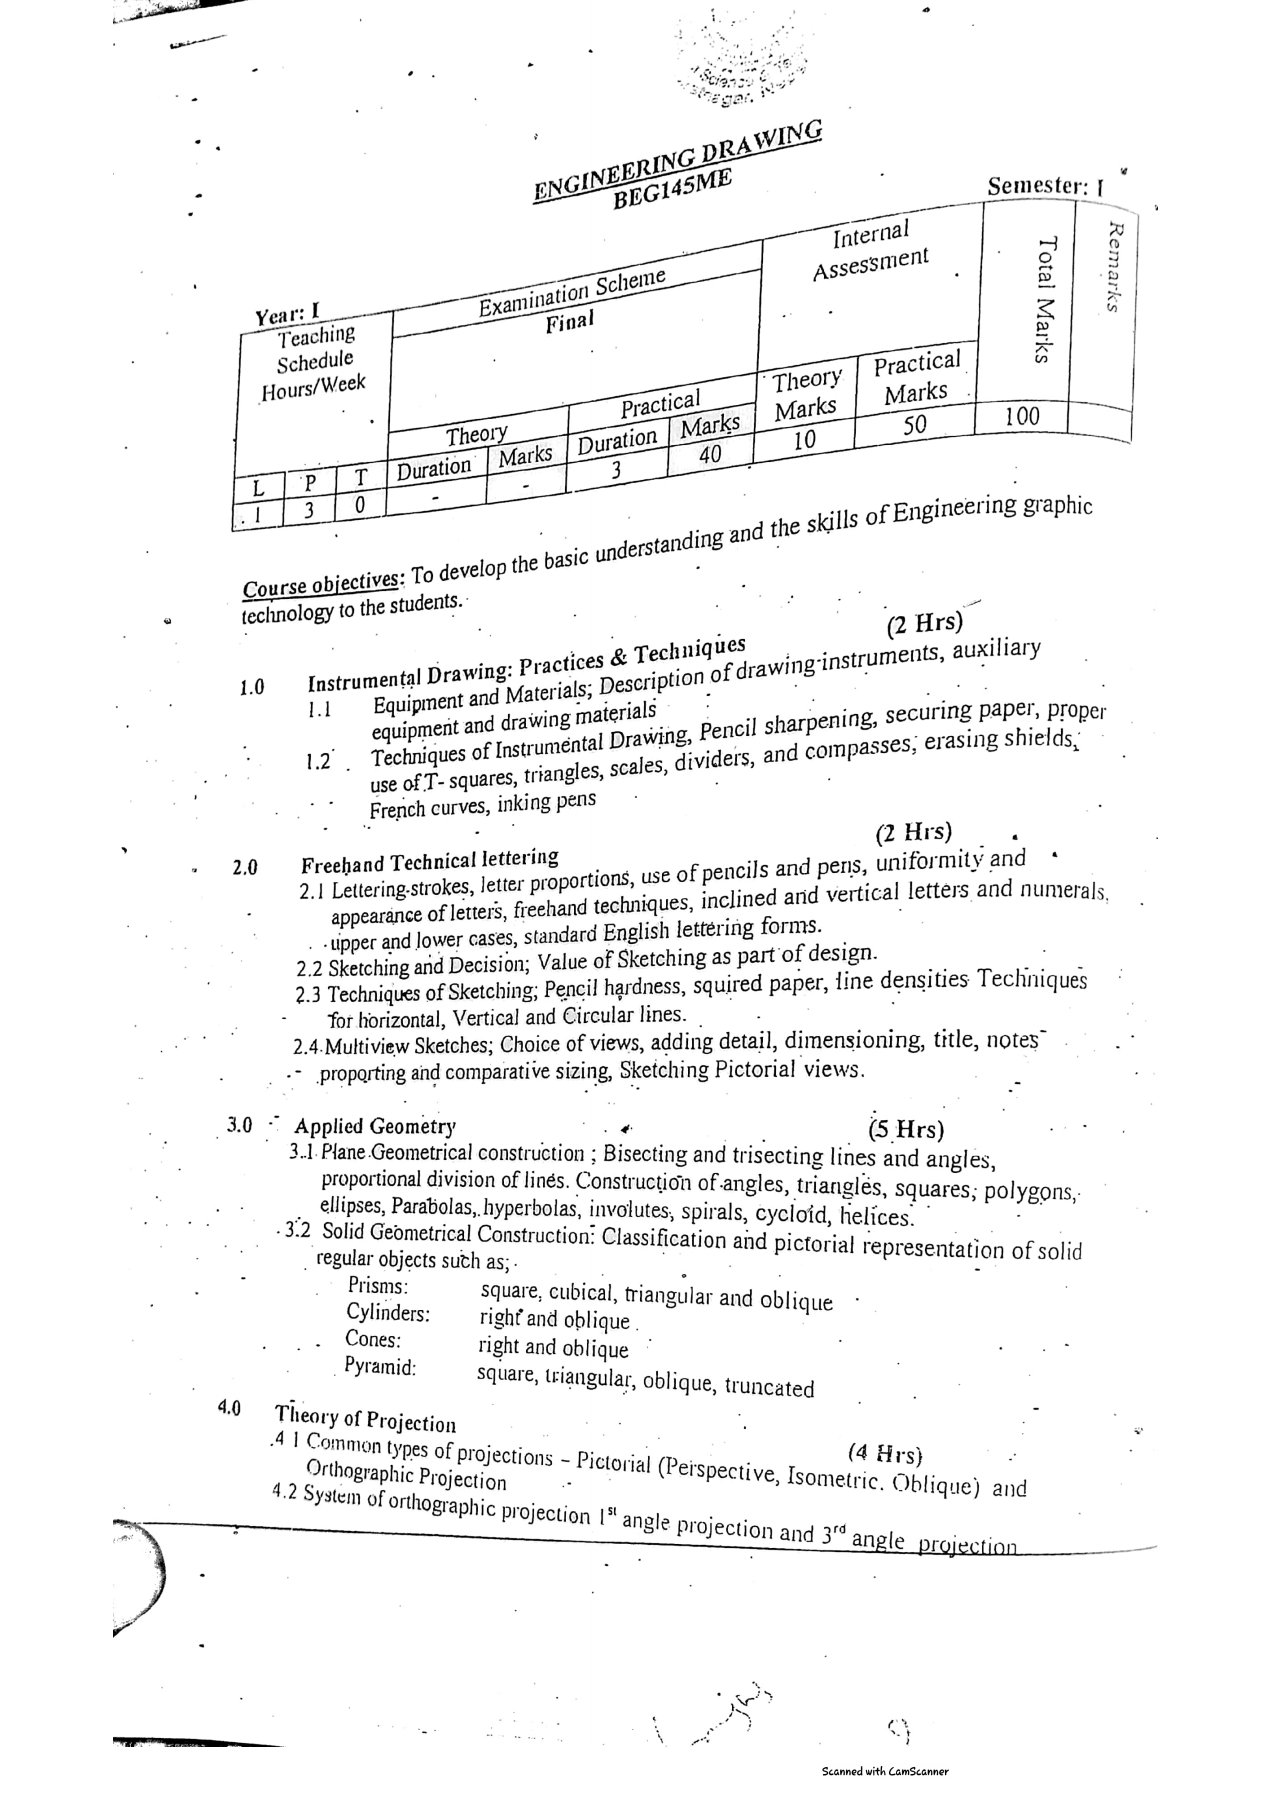 Science &
ENGINEERING DRAWING
BEG145ME
Year: I
Semester: I
Teaching Schedule Hours/Week
Examination Scheme
Internal Assessment
Total Marks
Remarks
Final
Theory
Practical
Theory Marks
Practical Marks
L P T Duration Marks Duration Marks
1 3 0 - - 3 40 10 50 100
Course objectives: To develop the basic understanding and the skills of Engineering graphic
technology to the students.
1.0 Instrumental Drawing: Practices & Techniques (2 Hrs)
1.1 Equipment and Materials; Description of drawing instruments, auxiliary
equipment and drawing materials
1.2 Techniques of Instrumental Drawing, Pencil sharpening, securing paper, proper
use of T- squares, triangles, scales, dividers, and compasses, erasing shields,
French curves, inking pens
2.0 Freehand Technical lettering (2 Hrs)
2.1 Lettering strokes, letter proportions, use of pencils and pens, uniformity and
appearance of letters, freehand techniques, inclined and vertical letters and numerals,
upper and lower cases, standard English lettering forms.
2.2 Sketching and Decision; Value of Sketching as part of design.
2.3 Techniques of Sketching; Pencil hardness, squired paper, line densities Techniques
for horizontal, Vertical and Circular lines.
2.4 Multiview Sketches; Choice of views, adding detail, dimensioning, title, notes
proporting and comparative sizing, Sketching Pictorial views.
3.0 Applied Geometry (5 Hrs)
3.1 Plane Geometrical construction ; Bisecting and trisecting lines and angles,
proportional division of lines. Construction of angles, triangles, squares, polygons,
ellipses, Parabolas, hyperbolas, involutes, spirals, cycloid, helices.
3.2 Solid Geometrical Construction: Classification and pictorial representation of solid
regular objects such as;
Prisms: square, cubical, triangular and oblique
Cylinders: right and oblique
Cones: right and oblique
Pyramid: square, triangular, oblique, truncated
4.0 Theory of Projection (4 Hrs)
4 1 Common types of projections – Pictorial (Perspective, Isometric. Oblique) and
Orthographic Projection
4.2 System of orthographic projection 1st angle projection and 3rd angle projection
Scanned with CamScanner